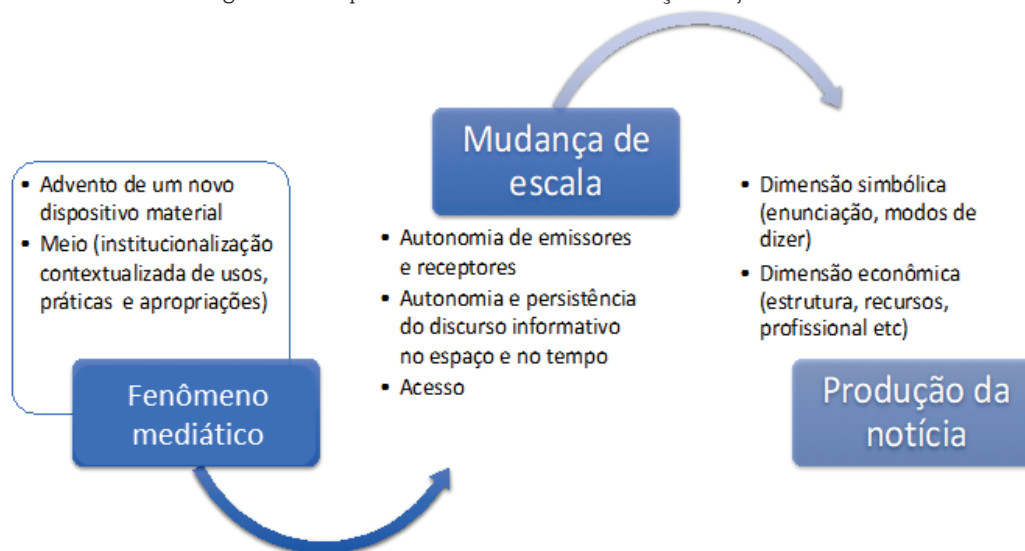 • Advento de um novo
dispositivo material
• Meio (institucionalização
contextualizada de usos,
práticas e apropriações)
Fenômeno
mediático
Mudança de
escala
• Autonomia de emissores
e receptores
• Autonomia e persistência
do discurso informativo
no espaço e no tempo
• Acesso
• Dimensão simbólica
(enunciação, modos de
dizer)
• Dimensão econômica
(estrutura, recursos,
profissional etc)
Produção da
notícia